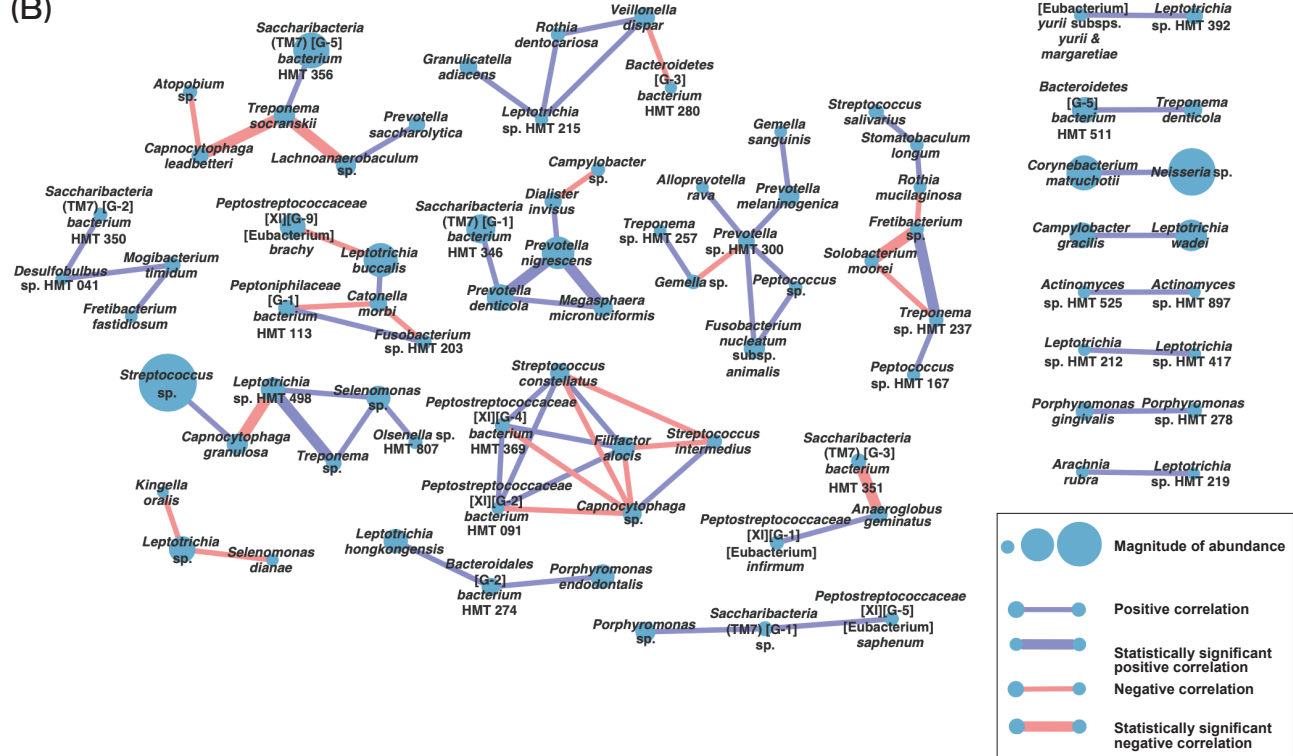 (B)
Saccharibacteria
(TM7) [G-5]
bacterium
HMT 356
Atopobium
sp.
Treponema
socranskii
Capnocytophaga
leadbetteri
Lachnoanaerobaculum
sp.
Prevotella
saccharolytica
Granulicatella
adiacens
Rothia
dentocariosa
Veillonella
dispar
Bacteroidetes
[G-3]
bacterium
HMT 280
Leptotrichia
sp. HMT 215
Saccharibacteria
(TM7) [G-2]
bacterium
HMT 350
Desulfobulbus
sp. HMT 041
Mogibacterium
timidum
Fretibacterium
fastidiosum
Peptostreptococcaceae
[XI][G-9]
[Eubacterium]
brachy
Leptotrichia
buccalis
Peptoniphilaceae
[G-1]
bacterium
HMT 113
Catonella
morbi
Fusobacterium
sp. HMT 203
Saccharibacteria
(TM7) [G-1]
bacterium
HMT 346
Campylobacter
sp.
Dialister
invisus
Prevotella
nigrescens
Prevotella
denticola
Megasphaera
micronuciformis
Gemella
sanguinis
Alloprevotella
rava
Prevotella
melaninogenica
Treponema
sp. HMT 257
Prevotella
sp. HMT 300
Gemella sp.
Peptococcus
sp.
Fusobacterium
nucleatum
subsp.
animalis
Streptococcus
salivarius
Stomatobaculum
longum
Rothia
mucilaginosa
Fretibacterium
sp.
Solobacterium
moorei
Treponema
sp. HMT 237
Peptococcus
sp. HMT 167
Streptococcus
sp.
Leptotrichia
sp. HMT 498
Selenomonas
sp.
Capnocytophaga
granulosa
Treponema
sp.
Olsenella sp.
HMT 807
Kingella
oralis
Leptotrichia
sp.
Selenomonas
dianae
Streptococcus
constellatus
Peptostreptococcaceae
[XI][G-4]
bacterium
HMT 369
Filifactor
alocis
Streptococcus
intermedius
Peptostreptococcaceae
[XI][G-2]
bacterium
HMT 091
Capnocytophaga
sp.
Leptotrichia
hongkongensis
Bacteroidales
[G-2]
bacterium
HMT 274
Porphyromonas
endodontalis
Saccharibacteria
(TM7) [G-3]
bacterium
HMT 351
Anaeroglobus
geminatus
Peptostreptococcaceae
[XI][G-1]
[Eubacterium]
infirmum
Porphyromonas
sp.
Saccharibacteria
(TM7) [G-1]
sp.
Peptostreptococcaceae
[XI][G-5]
[Eubacterium]
saphenum
[Eubacterium]
yurii subsps.
yurii &
margaretiae
Leptotrichia
sp. HMT 392
Bacteroidetes
[G-5]
bacterium
HMT 511
Treponema
denticola
Corynebacterium
matruchotii
Neisseria sp.
Campylobacter
gracilis
Leptotrichia
wadei
Actinomyces
sp. HMT 525
Actinomyces
sp. HMT 897
Leptotrichia
sp. HMT 212
Leptotrichia
sp. HMT 417
Porphyromonas
gingivalis
Porphyromonas
sp. HMT 278
Arachnia
rubra
Leptotrichia
sp. HMT 219
Magnitude of abundance
Positive correlation
Statistically significant
positive correlation
Negative correlation
Statistically significant
negative correlation